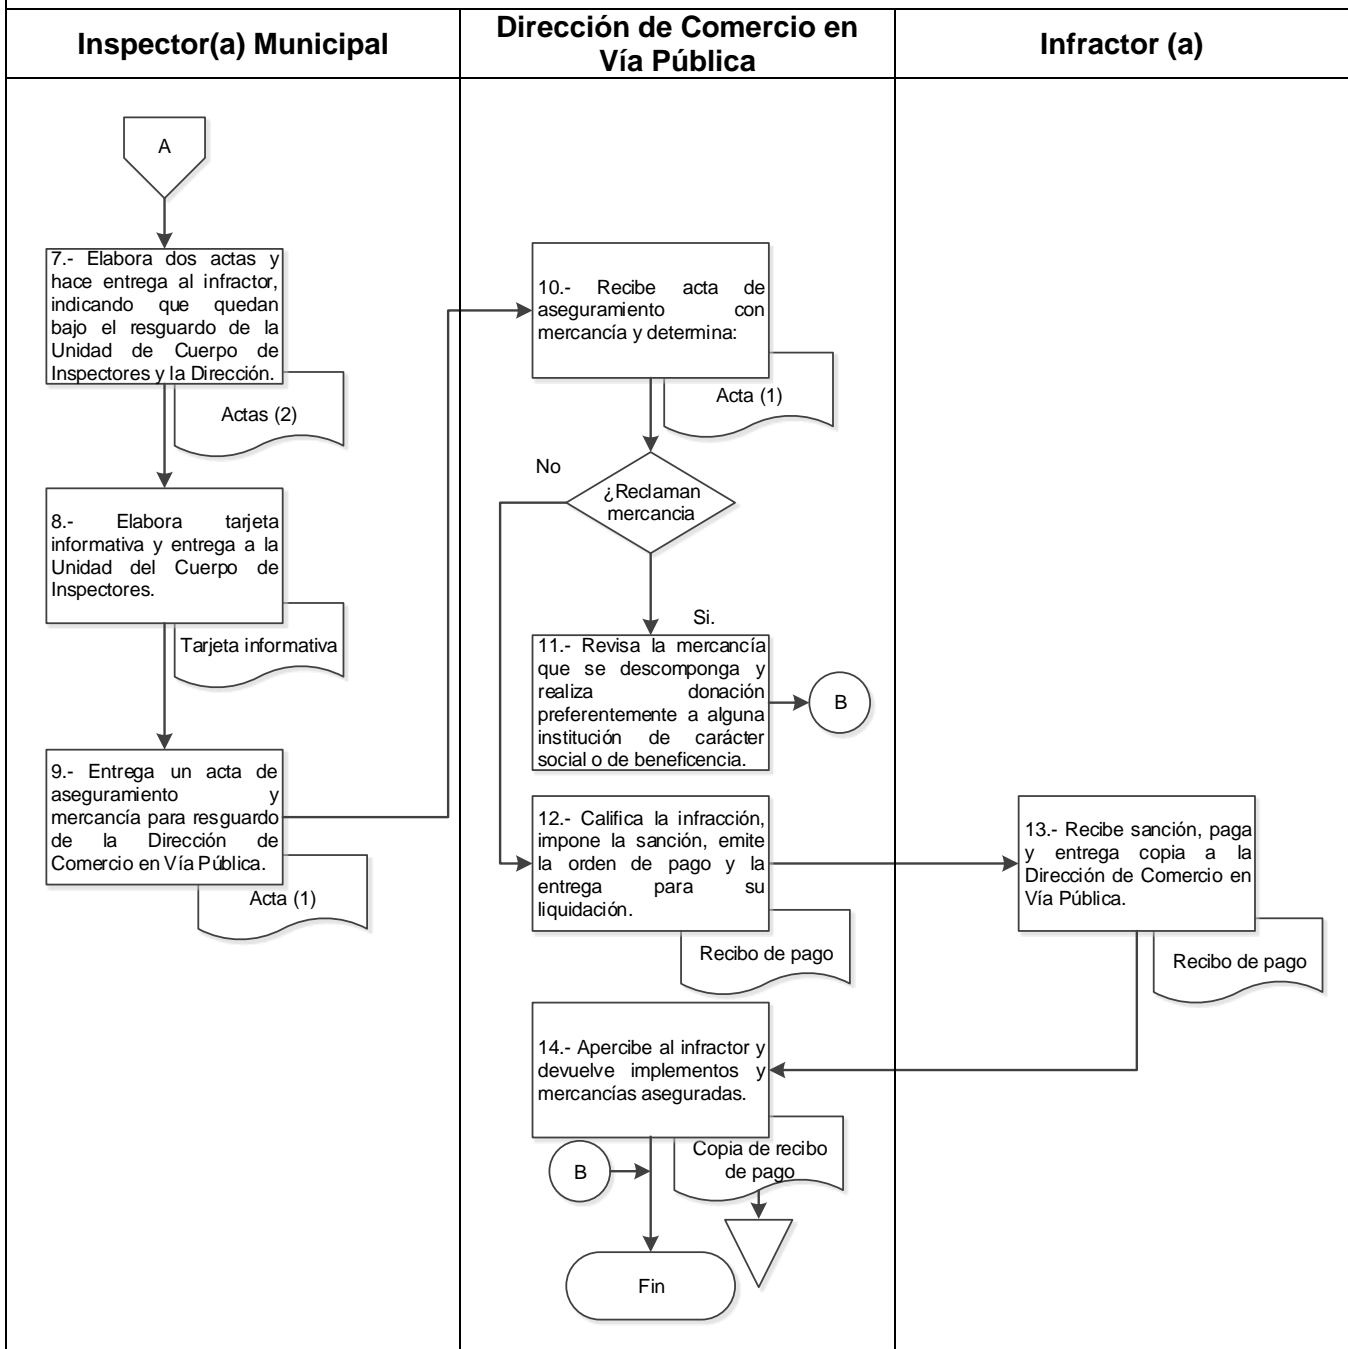 Inspector(a) Municipal
Dirección de Comercio en
Vía Pública
Infractor (a)
A
7.- Elabora dos actas y
hace entrega al infractor,
indicando que quedan
bajo el resguardo de la
Unidad de Cuerpo de
Inspectores y la Dirección.
Actas (2)
8.- Elabora tarjeta
informativa y entrega a la
Unidad del Cuerpo de
Inspectores.
Tarjeta informativa
9.- Entrega un acta de
aseguramiento y
mercancía para resguardo
de la Dirección de
Comercio en Vía Pública.
Acta (1)
10.- Recibe acta de
aseguramiento con
mercancía y determina:
Acta (1)
No
¿Reclaman
mercancia
Si.
11.- Revisa la mercancía
que se descomponga y
realiza donación
preferentemente a alguna
institución de carácter
social o de beneficencia.
B
12.- Califica la infracción,
impone la sanción, emite
la orden de pago y la
entrega para su
liquidación.
Recibo de pago
13.- Recibe sanción, paga
y entrega copia a la
Dirección de Comercio en
Vía Pública.
Recibo de pago
14.- Apercibe al infractor y
devuelve implementos y
mercancías aseguradas.
Copia de recibo
de pago
B
Fin